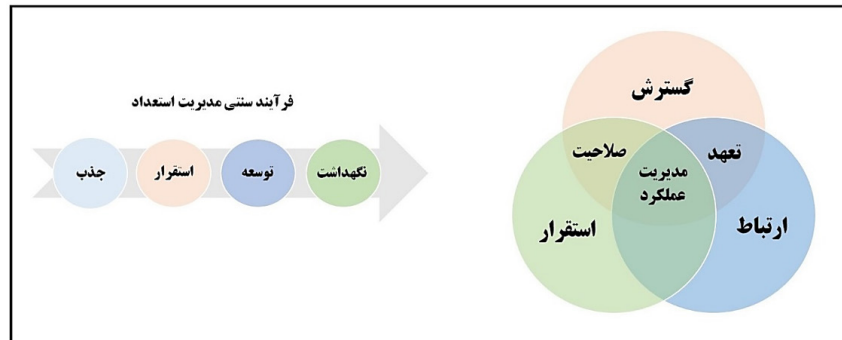 فرآیند سنتی مدیریت استعداد
جذب
استقرار
توسعه
نگهداشت
گسترش
صلاحیت
تعهد
مدیریت
عملکرد
استقرار
ارتباط